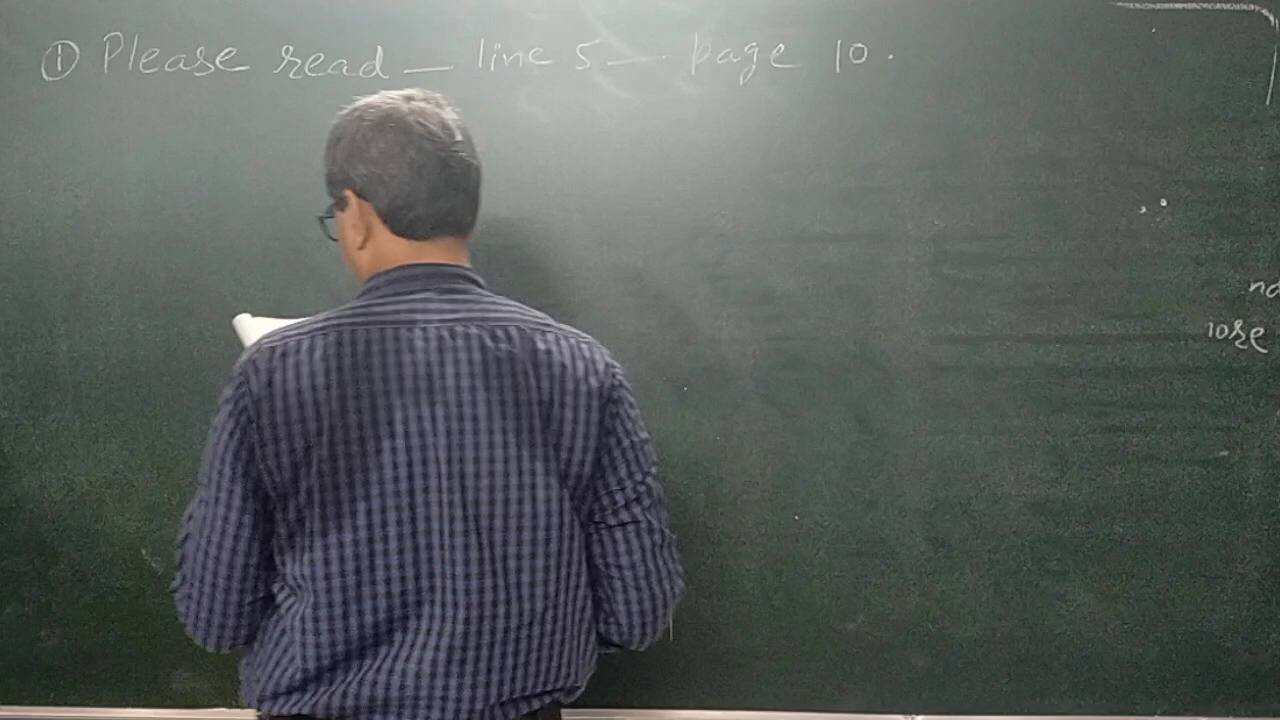 ① Please read _ line 5 _ page 10.